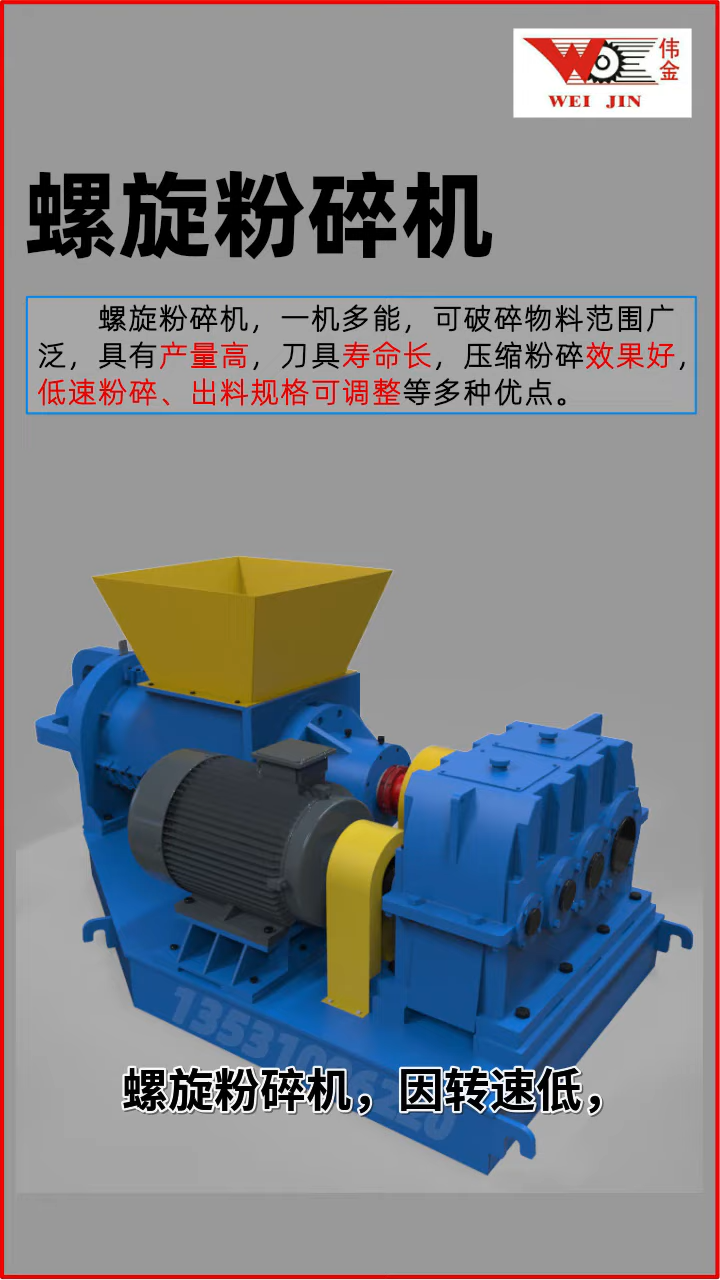 伟金
WEI JIN
螺旋粉碎机
螺旋粉碎机，一机多能，可破碎物料范围广
泛，具有产量高，刀具寿命长，压缩粉碎效果好，
低速粉碎、出料规格可调整等多种优点。
螺旋粉碎机，因转速低，